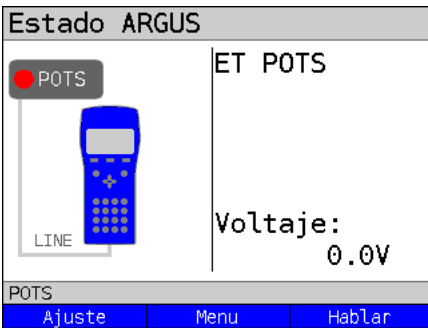 Estado ARGUS
POTS
ET POTS
LINE
Voltaje:
0.0V
POTS
Ajuste Menu Hablar